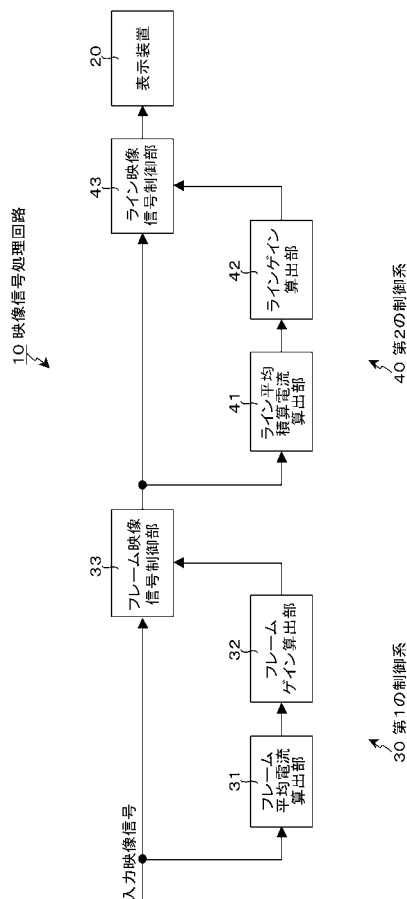 10 映像信号処理回路
入力映像信号
33
フレーム映像
信号制御部
43
ライン映像
信号制御部
20
表示装置
31
フレーム
平均電流
算出部
32
フレーム
ゲイン算出部
41
ライン平均
積算電流
算出部
42
ラインゲイン
算出部
30 第1の制御系
40 第2の制御系